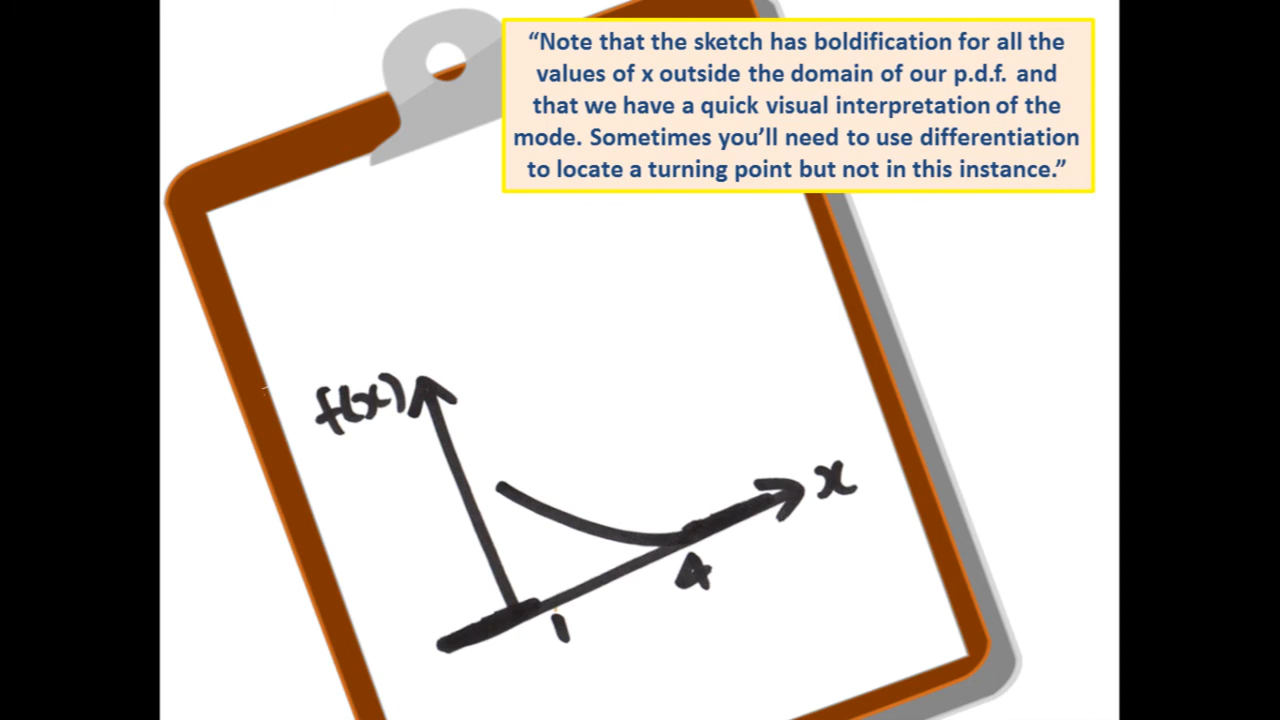 “Note that the sketch has boldification for all the
values of x outside the domain of our p.d.f. and
that we have a quick visual interpretation of the
mode. Sometimes you’ll need to use differentiation
to locate a turning point but not in this instance.”
f(x)
x
4
1